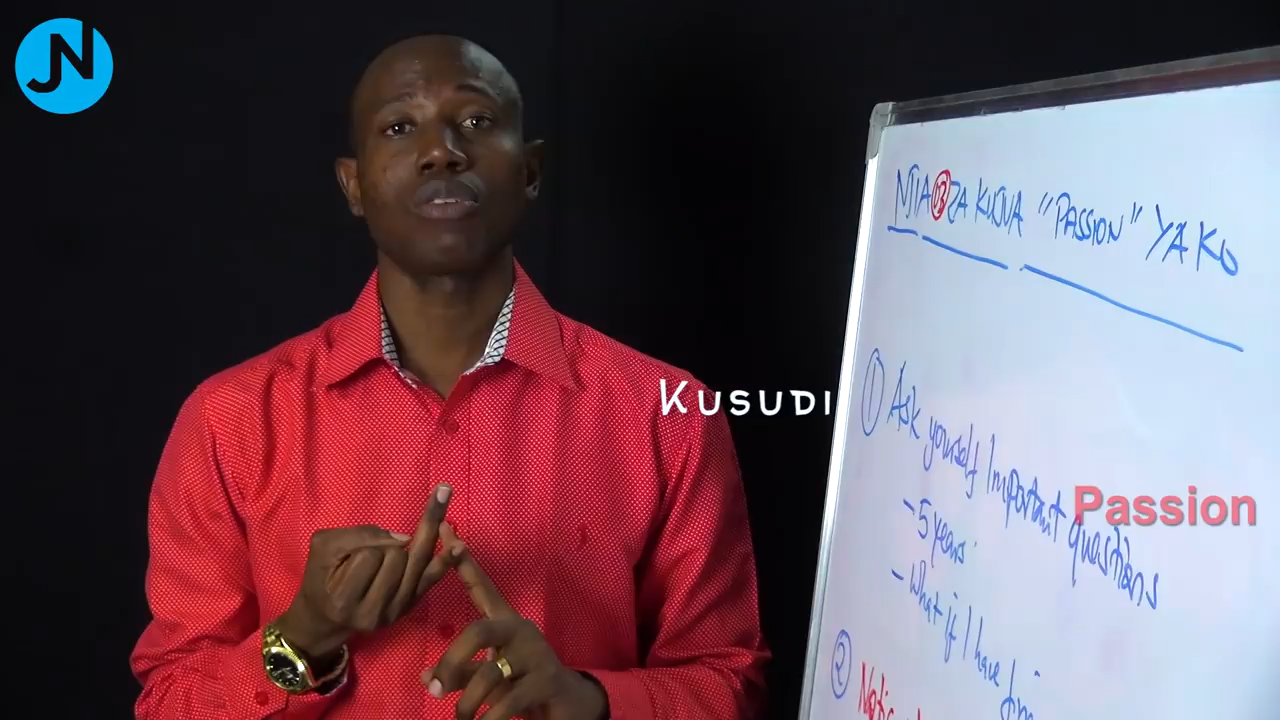 JN
NJIA 13 ZA KUJUA "PASSION" YAKO
Kusudi
① Ask yourself Important questions
Passion
- 5 years
- What if I have
②